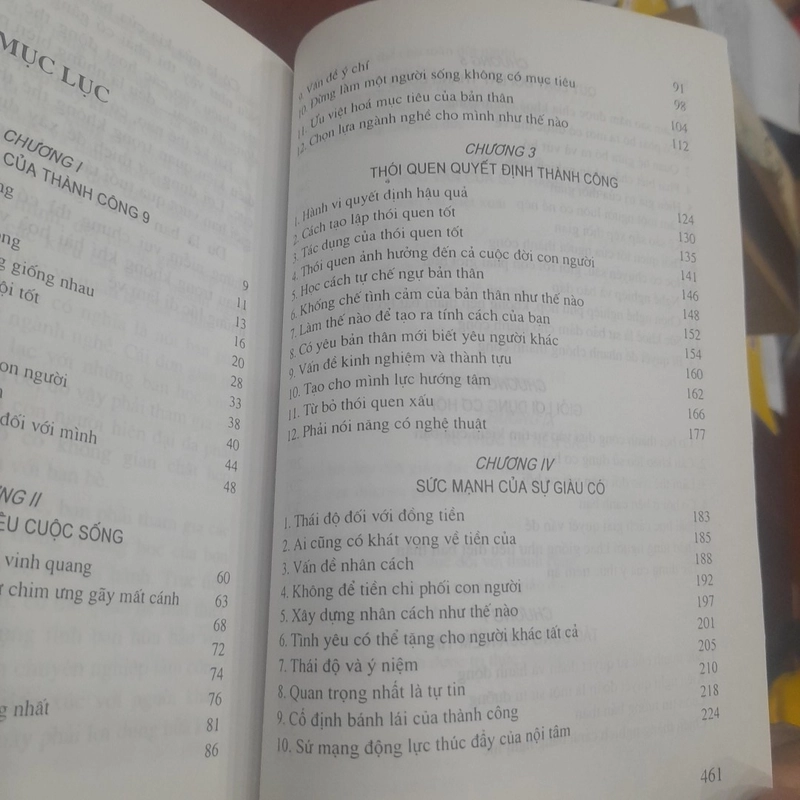 MỤC LỤC
CHƯƠNG I
CỦA THÀNH CÔNG 9
ng
ng
g giống nhau
ội tốt
on người
n
đối với mình
9
11
13
16
20
28
33
38
40
44
48
NG II
ÊU CUỘC SỐNG
vinh quang 60
chim ưng gãy mất cánh 63
68
72
74
76
g nhất 81
86
9. Vấn đề ý chí 91
10. Đừng làm một người sống không có mục tiêu 98
11. Ưu việt hoá mục tiêu của bản thân 104
12. Chọn lựa ngành nghề cho mình như thế nào 112
CHƯƠNG 3
THÓI QUEN QUYẾT ĐỊNH THÀNH CÔNG
1. Hành vi quyết định hậu quả 124
2. Cách tạo lập thói quen tốt 130
3. Tác dụng của thói quen tốt 135
4. Thói quen ảnh hưởng đến cả cuộc đời con người 141
5. Học cách tự chế ngự bản thân 146
6. Khống chế tình cảm của bản thân như thế nào 148
7. Làm thế nào để tạo ra tính cách của bạn 152
8. Có yêu bản thân mới biết yêu người khác 154
9. Vấn đề kinh nghiệm và thành tựu 160
10. Tạo cho mình lực hướng tâm 162
11. Từ bỏ thói quen xấu 166
12. Phải nói năng có nghệ thuật 177
CHƯƠNG IV
SỨC MẠNH CỦA SỰ GIÀU CÓ
1. Thái độ đối với đồng tiền 183
2. Ai cũng có khát vọng về tiền của 185
3. Vấn đề nhân cách 188
4. Không để tiền chi phối con người 192
5. Xây dựng nhân cách như thế nào 197
6. Tình yêu có thể tặng cho người khác tất cả 201
7. Thái độ và ý niệm 205
8. Quan trọng nhất là tự tin 210
9. Cố định bánh lái của thành công 218
10. Sứ mạng động lực thúc đẩy của nội tâm 224
461